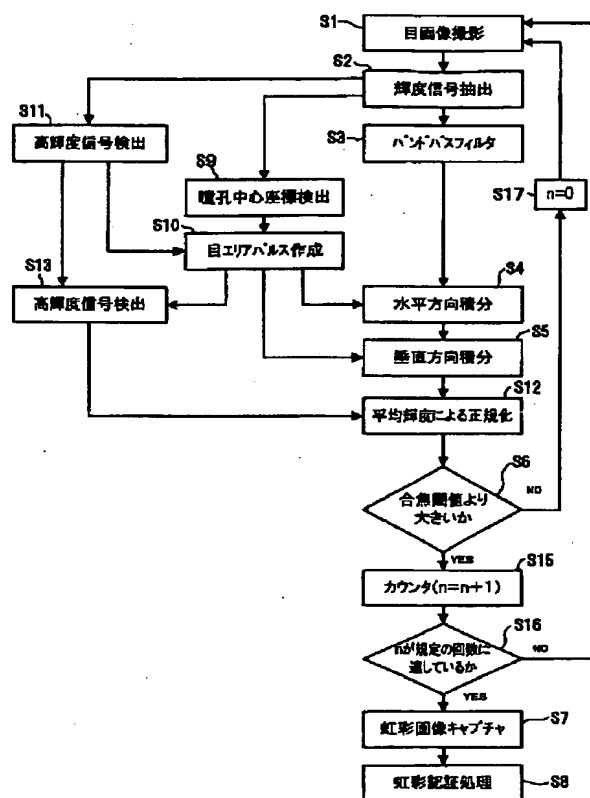 S1
目画像撮影
S2
輝度信号抽出
S11
高輝度信号検出
S3
バンドパスフィルタ
S9
瞳孔中心座標検出
S17
n=0
S10
目エリアパルス作成
S13
高輝度信号検出
S4
水平方向積分
S5
垂直方向積分
S12
平均輝度による正規化
S6
合焦閾値より
大きいか
NO
YES
S15
カウンタ(n=n+1)
S16
nが規定の回数に
達しているか
NO
YES
S7
虹彩画像キャプチャ
S8
虹彩認証処理